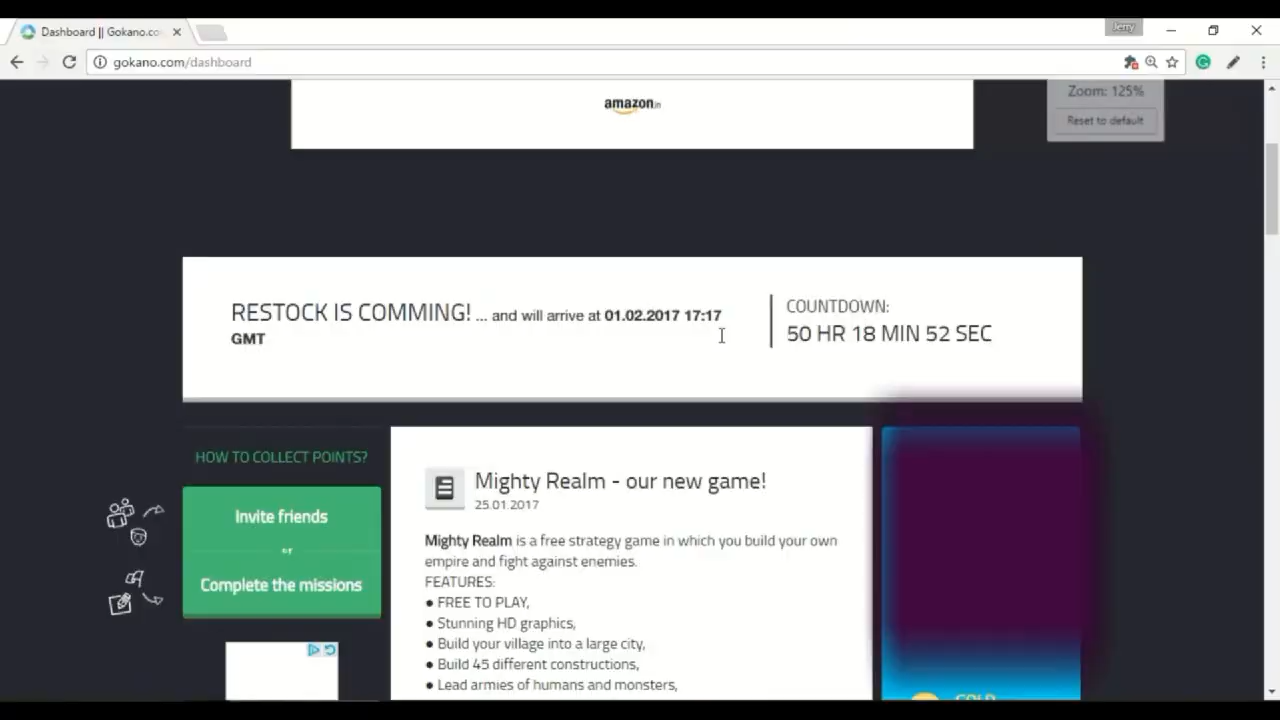 Dashboard || Gokano.co
Jerry
gokano.com/dashboard
amazon.in
Zoom: 125%
Reset to default
RESTOCK IS COMMING! ... and will arrive at 01.02.2017 17:17
GMT
COUNTDOWN:
50 HR 18 MIN 52 SEC
HOW TO COLLECT POINTS?
Invite friends
or
Complete the missions
Mighty Realm - our new game!
25.01.2017
Mighty Realm is a free strategy game in which you build your own
empire and fight against enemies.
FEATURES:
● FREE TO PLAY,
● Stunning HD graphics,
● Build your village into a large city,
● Build 45 different constructions,
● Lead armies of humans and monsters,
GOLD